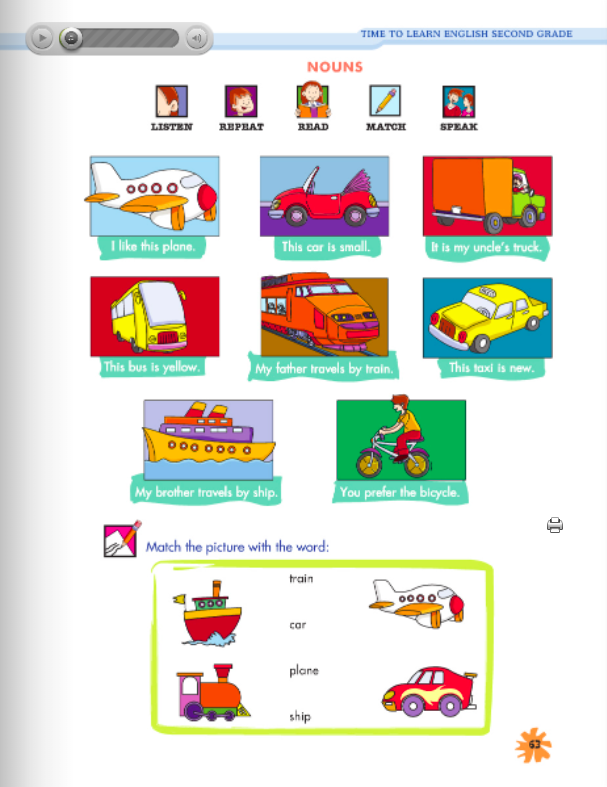 TIME TO LEARN ENGLISH SECOND GRADE
NOUNS
LISTEN REPEAT READ MATCH SPEAK
I like this plane. This car is small. It is my uncle's truck.
This bus is yellow. My father travels by train. This taxi is new.
My brother travels by ship. You prefer the bicycle.
Match the picture with the word:
train
car
plane
ship
63